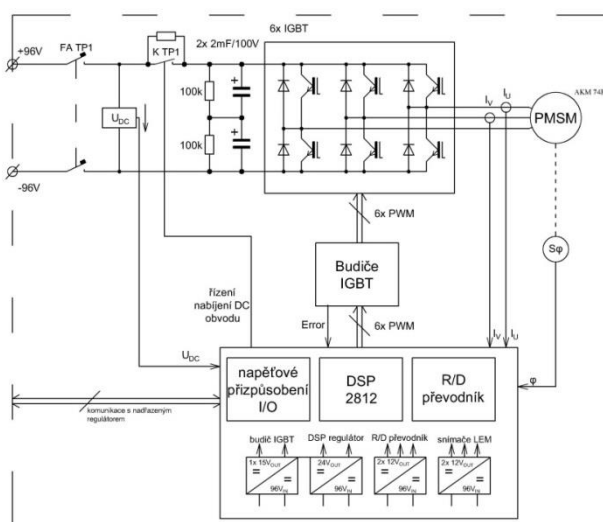 6x IGBT
+96V
FA TP1
K TP1
2x 2mF/100V
100k
+
U_DC
100k
+
-96V
I_V
I_U
PMSM
6x PWM
Sφ
Budiče
IGBT
řízení
nabíjení DC
obvodu
Error
6x PWM
I_V
I_U
U_DC
napěťové
přizpůsobení
I/O
DSP
2812
R/D
převodník
φ
komunikace s nadřazeným
regulátorem
budič IGBT
DSP regulátor
R/D převodník
snímače LEM
1x 15V_OUT
24V_OUT
2x 12V_OUT
2x 12V_OUT
96V_IN
96V_IN
96V_IN
96V_IN